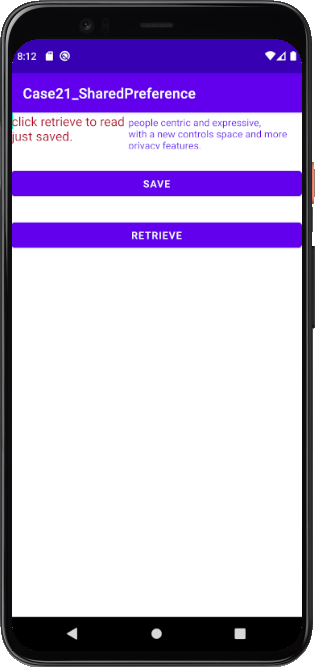 8:12
Case21_SharedPreference
click retrieve to read
just saved.
people centric and expressive,
with a new controls space and more
privacy features.
SAVE
RETRIEVE